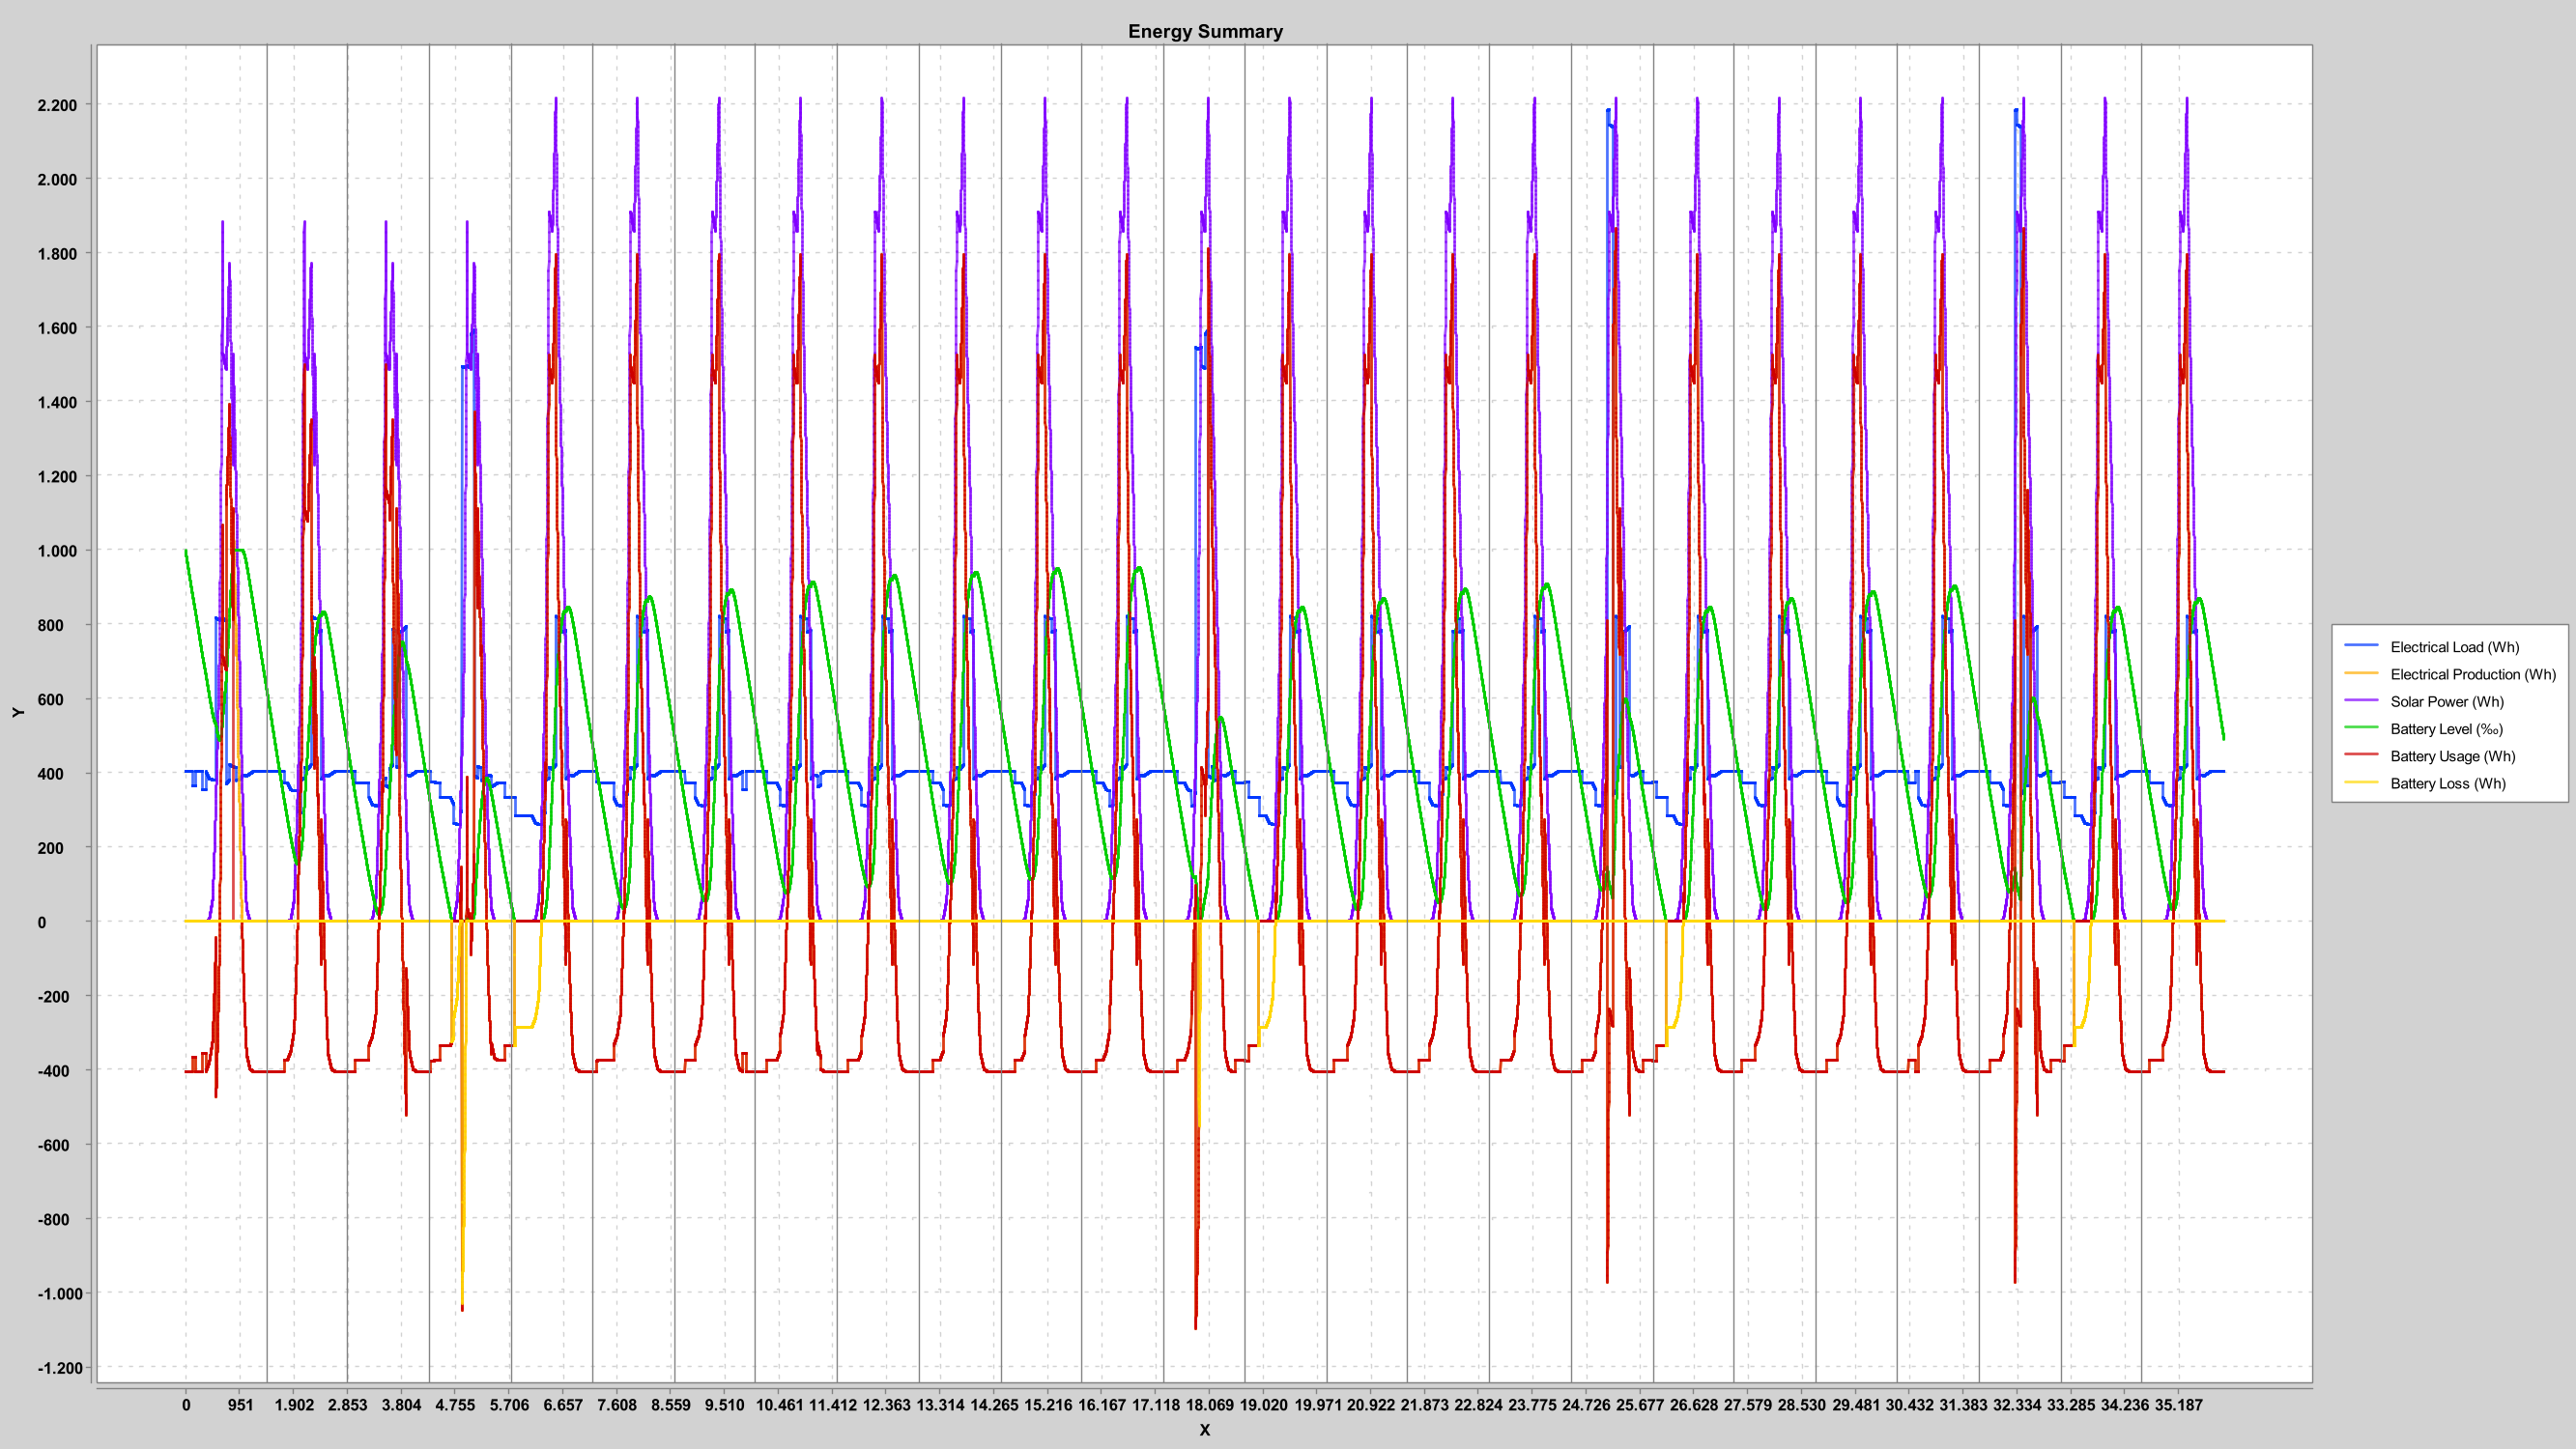 Energy Summary
2.200
2.000
1.800
1.600
1.400
1.200
1.000
800
600
400
200
0
-200
-400
-600
-800
-1.000
-1.200
Y
0 951 1.902 2.853 3.804 4.755 5.706 6.657 7.608 8.559 9.510 10.461 11.412 12.363 13.314 14.265 15.216 16.167 17.118 18.069 19.020 19.971 20.922 21.873 22.824 23.775 24.726 25.677 26.628 27.579 28.530 29.481 30.432 31.383 32.334 33.285 34.236 35.187
X
Electrical Load (Wh)
Electrical Production (Wh)
Solar Power (Wh)
Battery Level (‰)
Battery Usage (Wh)
Battery Loss (Wh)